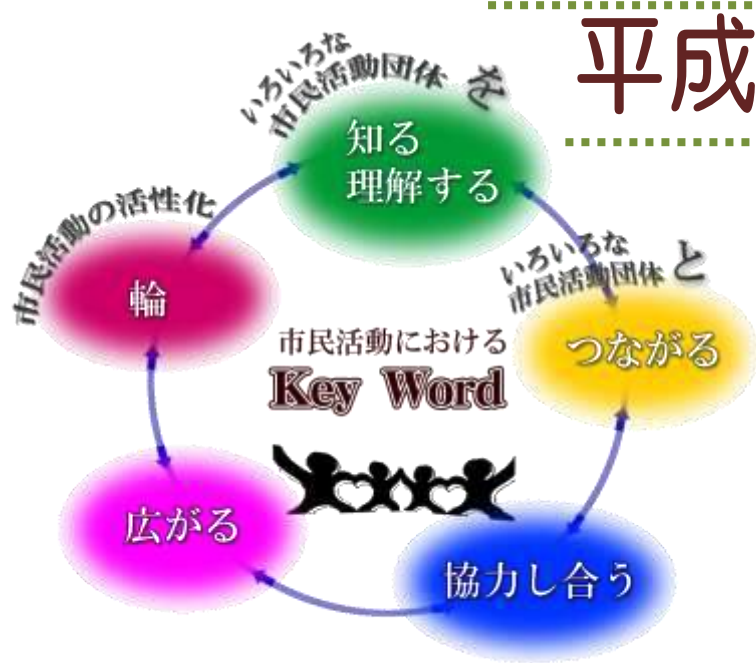 平成
いろいろな
市民活動団体 を
知る
理解する
いろいろな
市民活動団体 と
つながる
協力し合う
広がる
市民活動の活性化
輪
市民活動における
Key Word